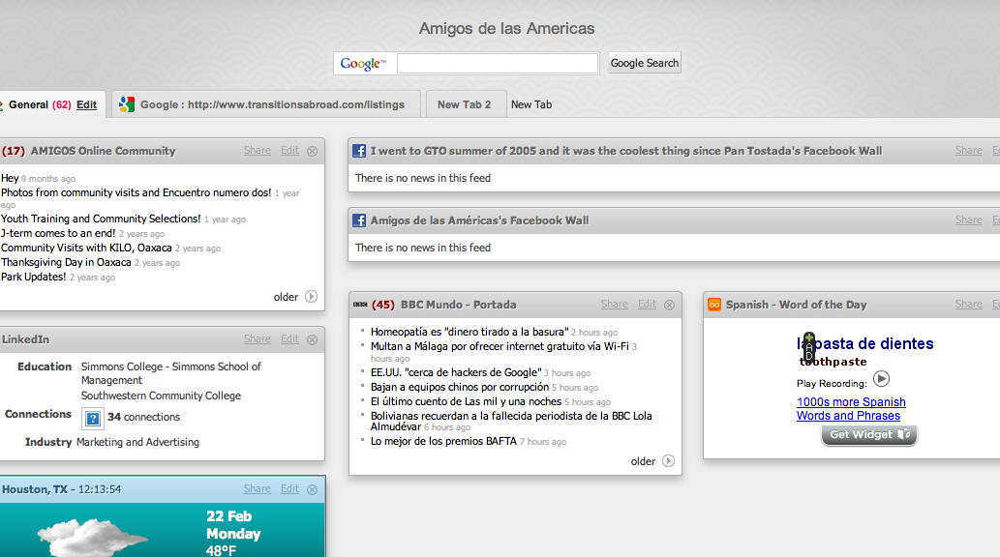 Amigos de las Americas
Google™
Google Search
General (62) Edit
Google : http://www.transitionsabroad.com/listings
New Tab 2
New Tab
(17) AMIGOS Online Community Share Edit
Hey 9 months ago
Photos from community visits and Encuentro numero dos! 1 year
ago
Youth Training and Community Selections! 1 year ago
J-term comes to an end! 2 years ago
Community Visits with KILO, Oaxaca 2 years ago
Thanksgiving Day in Oaxaca 2 years ago
Park Updates! 2 years ago
older
LinkedIn Share Edit
Education Simmons College - Simmons School of
Management
Southwestern Community College
Connections ? 34 connections
Industry Marketing and Advertising
Houston, TX - 12:13:54 Share Edit
22 Feb
Monday
48°F
f I went to GTO summer of 2005 and it was the coolest thing since Pan Tostada's Facebook Wall Share
There is no news in this feed
f Amigos de las Américas's Facebook Wall Share
There is no news in this feed
BBC (45) BBC Mundo - Portada Share Edit
Homeopatía es "dinero tirado a la basura" 2 hours ago
Multan a Málaga por ofrecer internet gratuito vía Wi-Fi 3
hours ago
EE.UU. "cerca de hackers de Google" 3 hours ago
Bajan a equipos chinos por corrupción 5 hours ago
El último cuento de Las mil y una noches 5 hours ago
Bolivianas recuerdan a la fallecida periodista de la BBC Lola
Almudévar 6 hours ago
Lo mejor de los premios BAFTA 7 hours ago
older
Spanish - Word of the Day Share
la pasta de dientes
toothpaste
AD
Play Recording:
1000s more Spanish
Words and Phrases
Get Widget